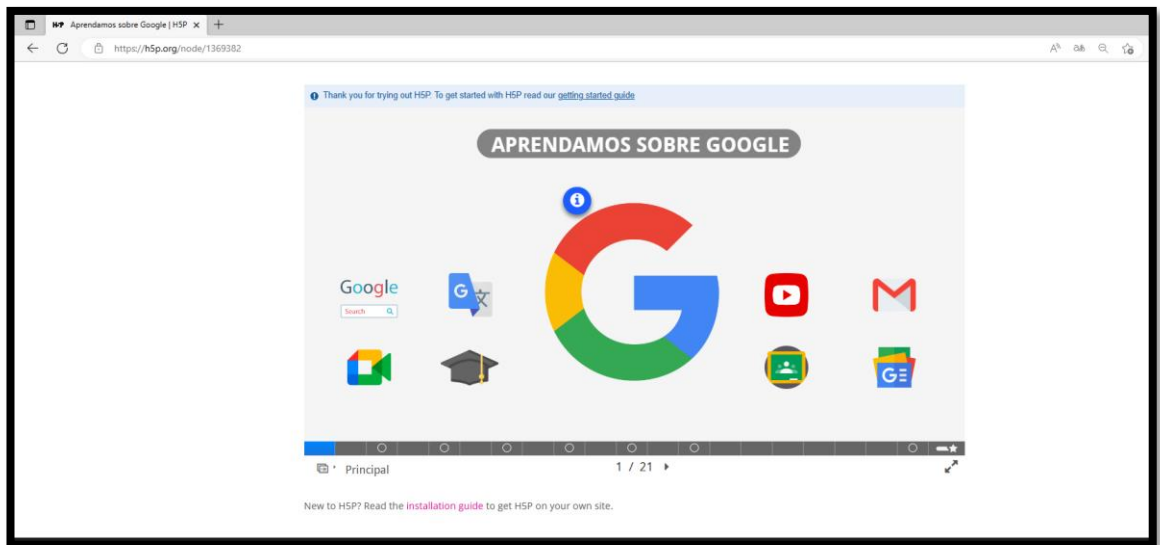 H5P Aprendamos sobre Google | H5P
https://h5p.org/node/1369382
Thank you for trying out H5P. To get started with H5P read our getting started guide
APRENDAMOS SOBRE GOOGLE
Google
Search
G 文
GE
Principal
1 / 21
New to H5P? Read the installation guide to get H5P on your own site.